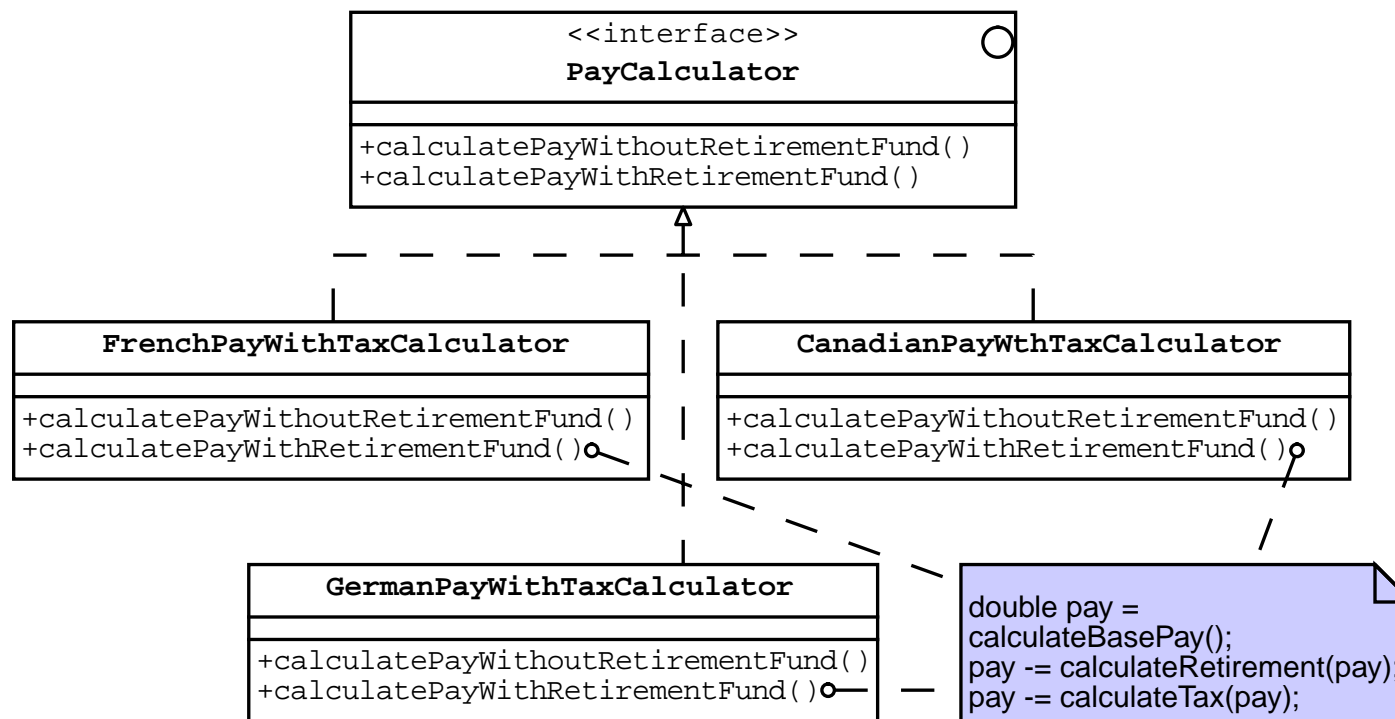 <<interface>>
PayCalculator
+calculatePayWithoutRetirementFund()
+calculatePayWithRetirementFund()
FrenchPayWithTaxCalculator
+calculatePayWithoutRetirementFund()
+calculatePayWithRetirementFund()
CanadianPayWthTaxCalculator
+calculatePayWithoutRetirementFund()
+calculatePayWithRetirementFund()
GermanPayWithTaxCalculator
+calculatePayWithoutRetirementFund()
+calculatePayWithRetirementFund()
double pay =
calculateBasePay();
pay -= calculateRetirement(pay);
pay -= calculateTax(pay);